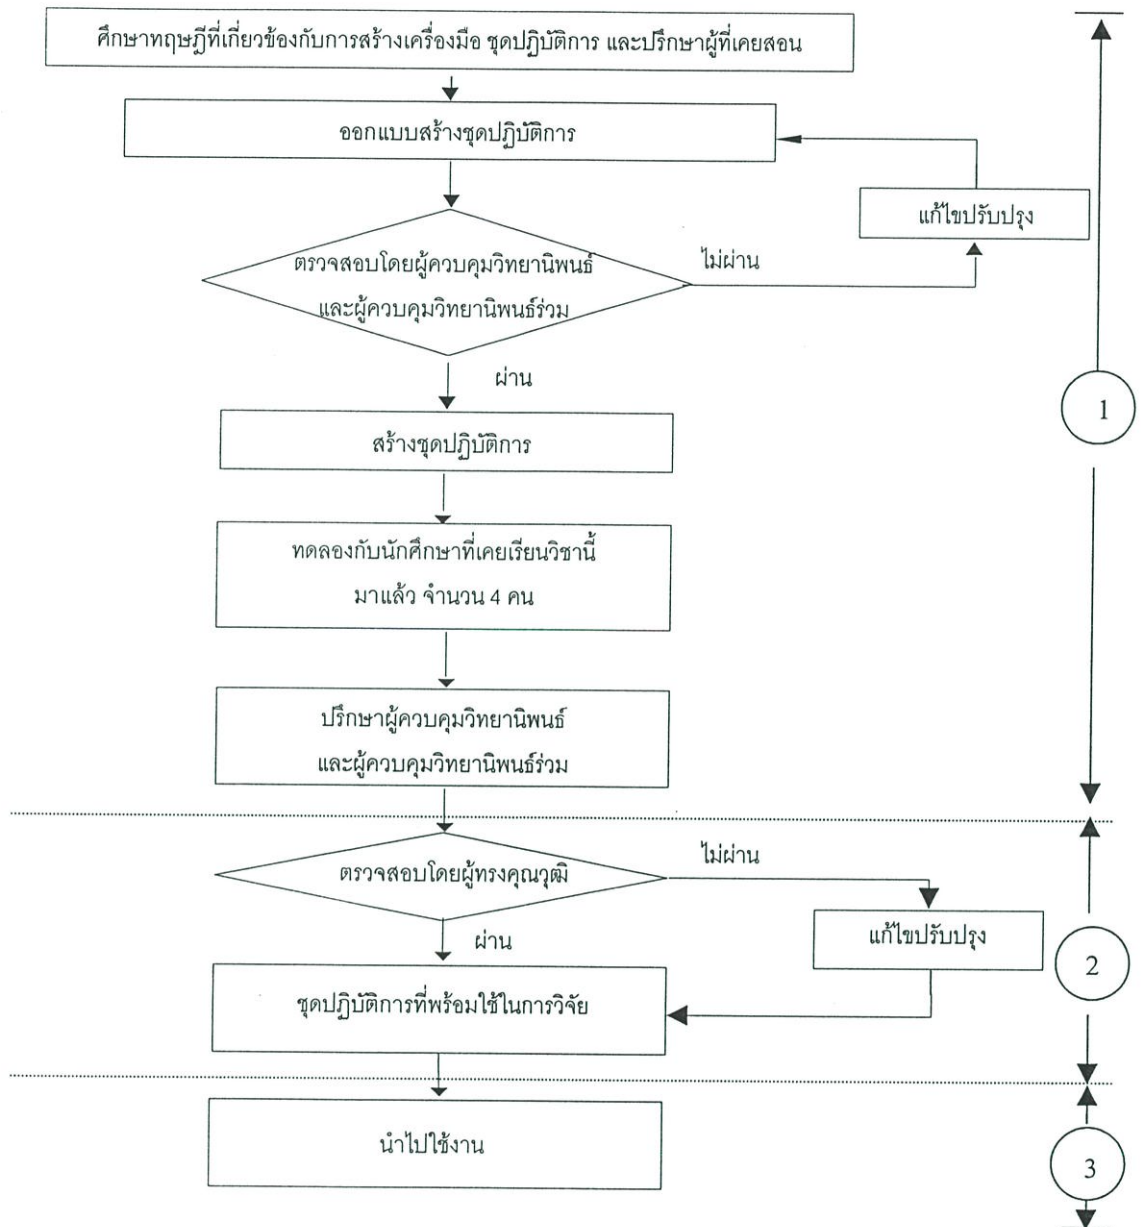 ศึกษาทฤษฎีที่เกี่ยวข้องกับการสร้างเครื่องมือ ชุดปฏิบัติการ และปรึกษาผู้ที่เคยสอน
ออกแบบสร้างชุดปฏิบัติการ
แก้ไขปรับปรุง
ตรวจสอบโดยผู้ควบคุมวิทยานิพนธ์
และผู้ควบคุมวิทยานิพนธ์ร่วม
ไม่ผ่าน
ผ่าน
1
สร้างชุดปฏิบัติการ
ทดลองกับนักศึกษาที่เคยเรียนวิชานี้
มาแล้ว จำนวน 4 คน
ปรึกษาผู้ควบคุมวิทยานิพนธ์
และผู้ควบคุมวิทยานิพนธ์ร่วม
ตรวจสอบโดยผู้ทรงคุณวุฒิ
ไม่ผ่าน
แก้ไขปรับปรุง
ผ่าน
2
ชุดปฏิบัติการที่พร้อมใช้ในการวิจัย
นำไปใช้งาน
3